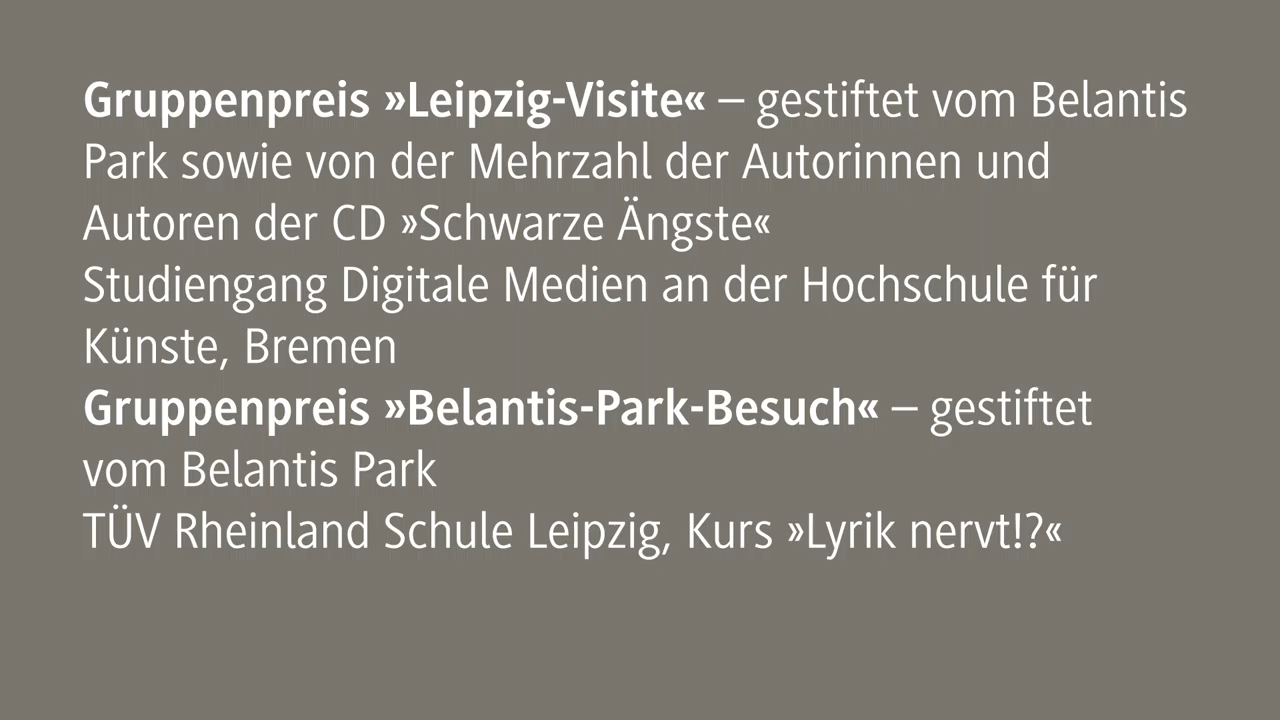 Gruppenpreis »Leipzig-Visite« – gestiftet vom Belantis
Park sowie von der Mehrzahl der Autorinnen und
Autoren der CD »Schwarze Ängste«
Studiengang Digitale Medien an der Hochschule für
Künste, Bremen
Gruppenpreis »Belantis-Park-Besuch« – gestiftet
vom Belantis Park
TÜV Rheinland Schule Leipzig, Kurs »Lyrik nervt!?«